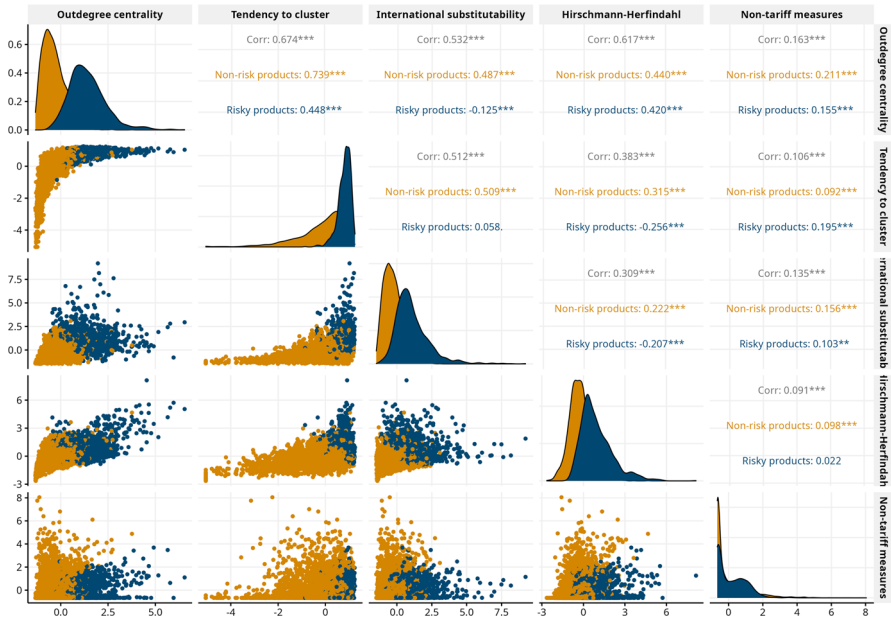 Outdegree centrality
Tendency to cluster
International substitutability
Hirschmann-Herfindahl
Non-tariff measures
0.6
0.4
0.2
0.0
Corr: 0.674***
Non-risk products: 0.739***
Risky products: 0.448***
Corr: 0.532***
Non-risk products: 0.487***
Risky products: -0.125***
Corr: 0.617***
Non-risk products: 0.440***
Risky products: 0.420***
Corr: 0.163***
Non-risk products: 0.211***
Risky products: 0.155***
Outdegree centrality
0
-2
-4
Corr: 0.512***
Non-risk products: 0.509***
Risky products: 0.058.
Corr: 0.383***
Non-risk products: 0.315***
Risky products: -0.256***
Corr: 0.106***
Non-risk products: 0.092***
Risky products: 0.195***
Tendency to cluster
7.5
5.0
2.5
0.0
Corr: 0.309***
Non-risk products: 0.222***
Risky products: -0.207***
Corr: 0.135***
Non-risk products: 0.156***
Risky products: 0.103**
rnational substitutab
6
3
0
-3
Corr: 0.091***
Non-risk products: 0.098***
Risky products: 0.022
Hirschmann-Herfindah
8
6
4
2
0
Non-tariff measures
0.0 5.0
-4 -2 0
0.0 2.5 5.0 7.5
-3 0 3 6
0 2 4 6 8